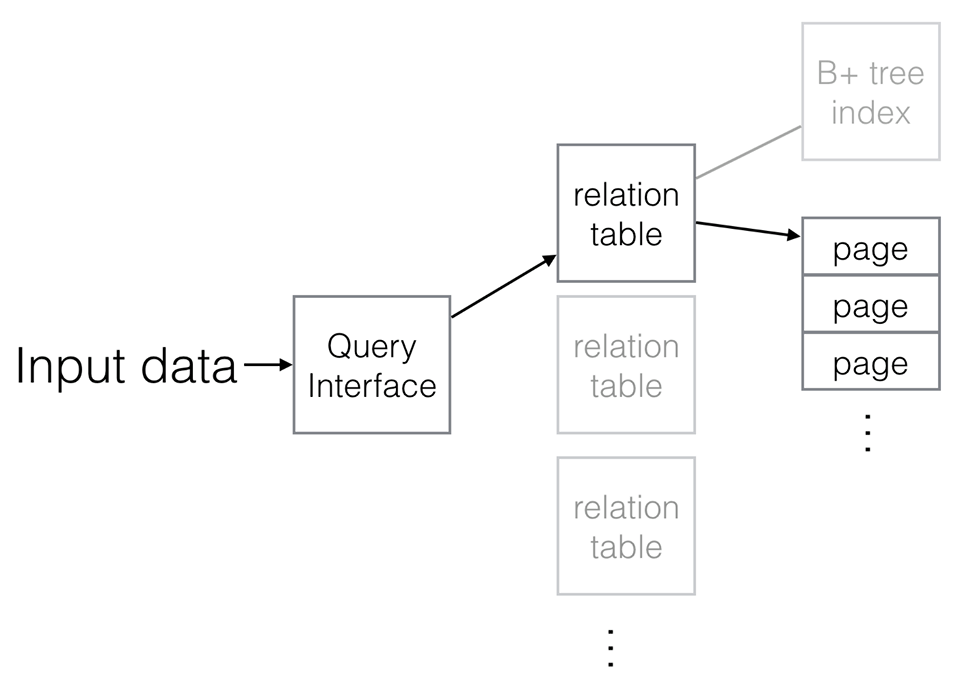 Input data
Query
Interface
relation
table
relation
table
relation
table
B+ tree
index
page
page
page